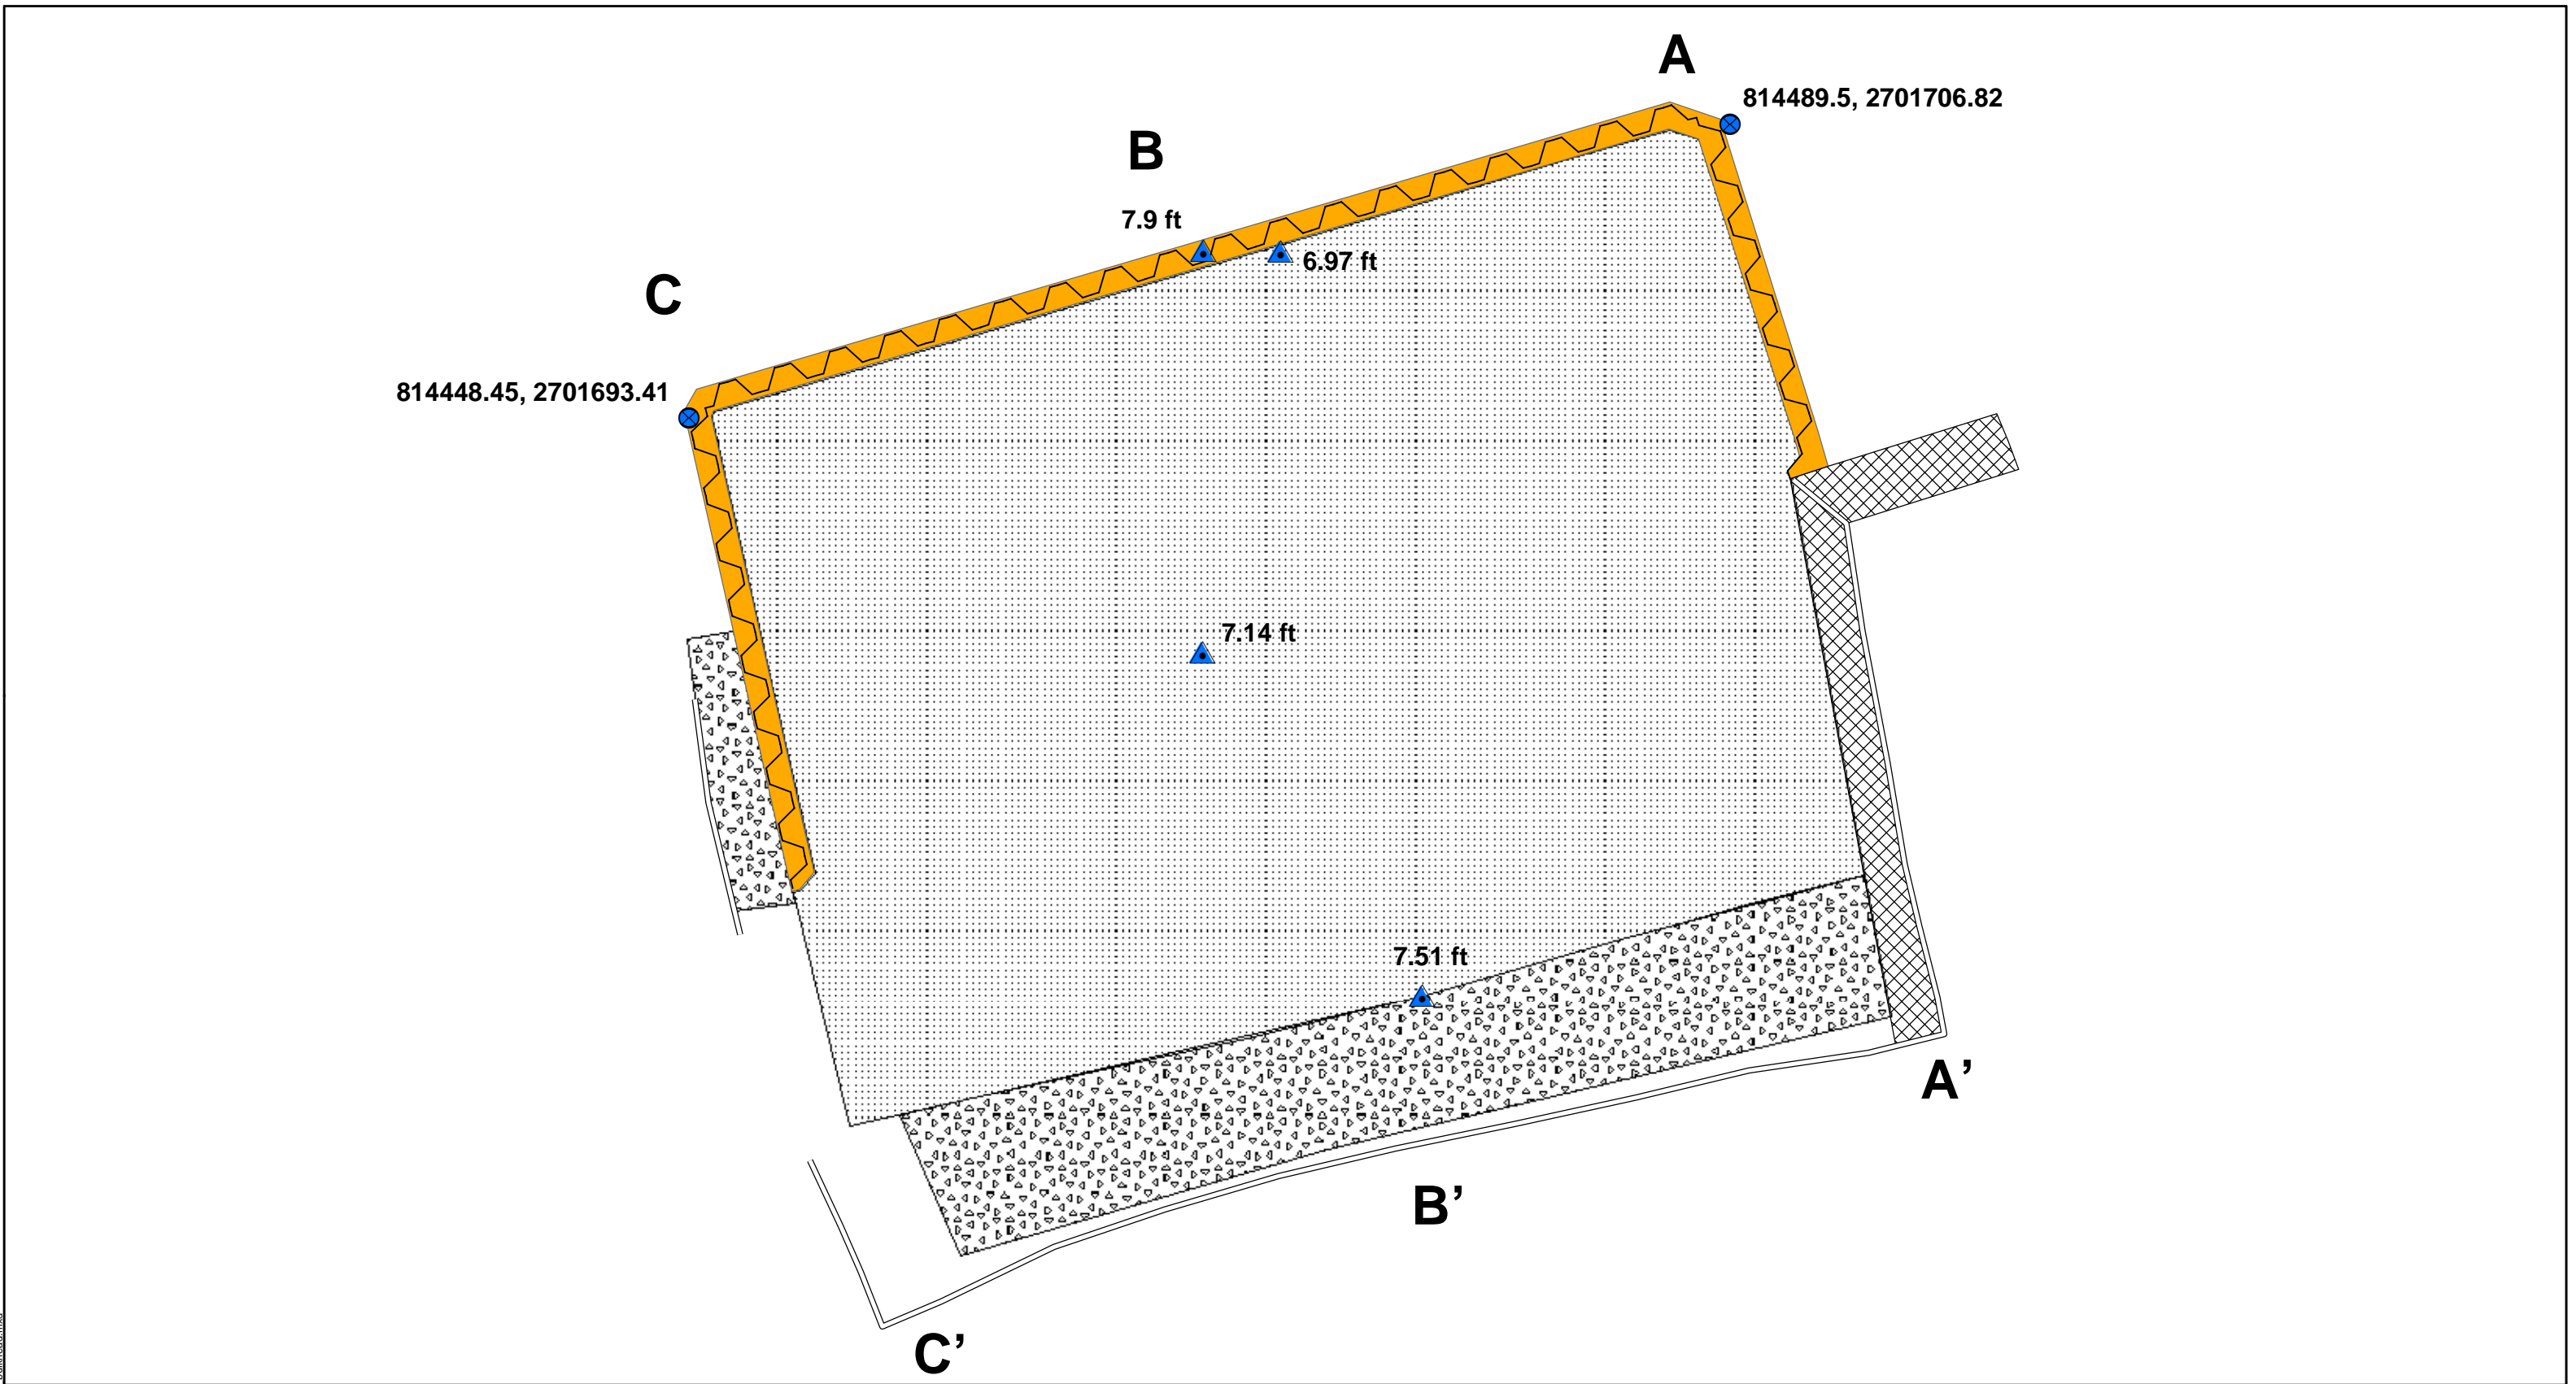 A
814489.5, 2701706.82
B
7.9 ft
6.97 ft
C
814448.45, 2701693.41
7.14 ft
7.51 ft
A’
B’
C’